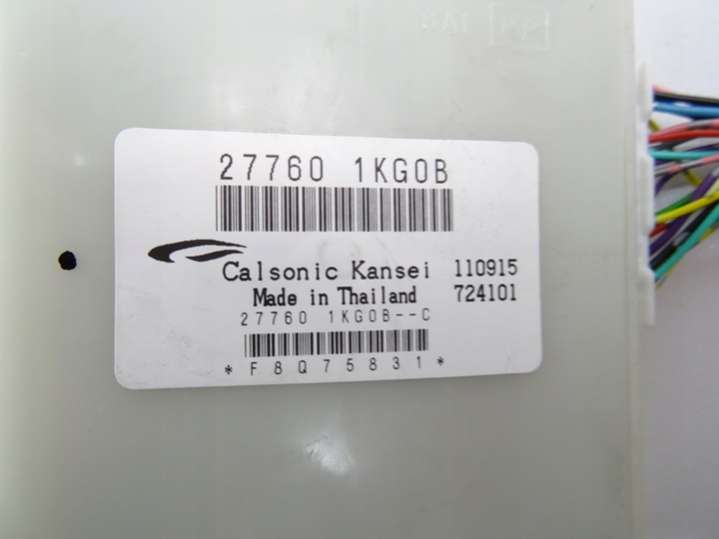 27760 1KG0B
Calsonic Kansei 110915
Made in Thailand 724101
27760 1KG0B--C
*F8Q75831*